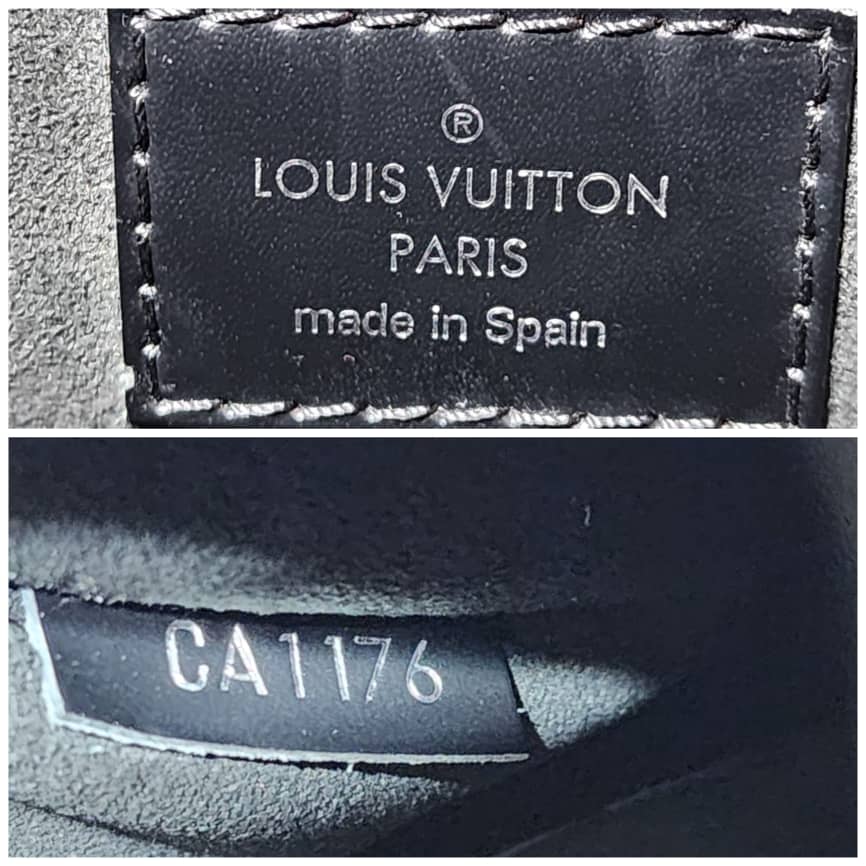 ®
LOUIS VUITTON
PARIS
made in Spain
CA1176